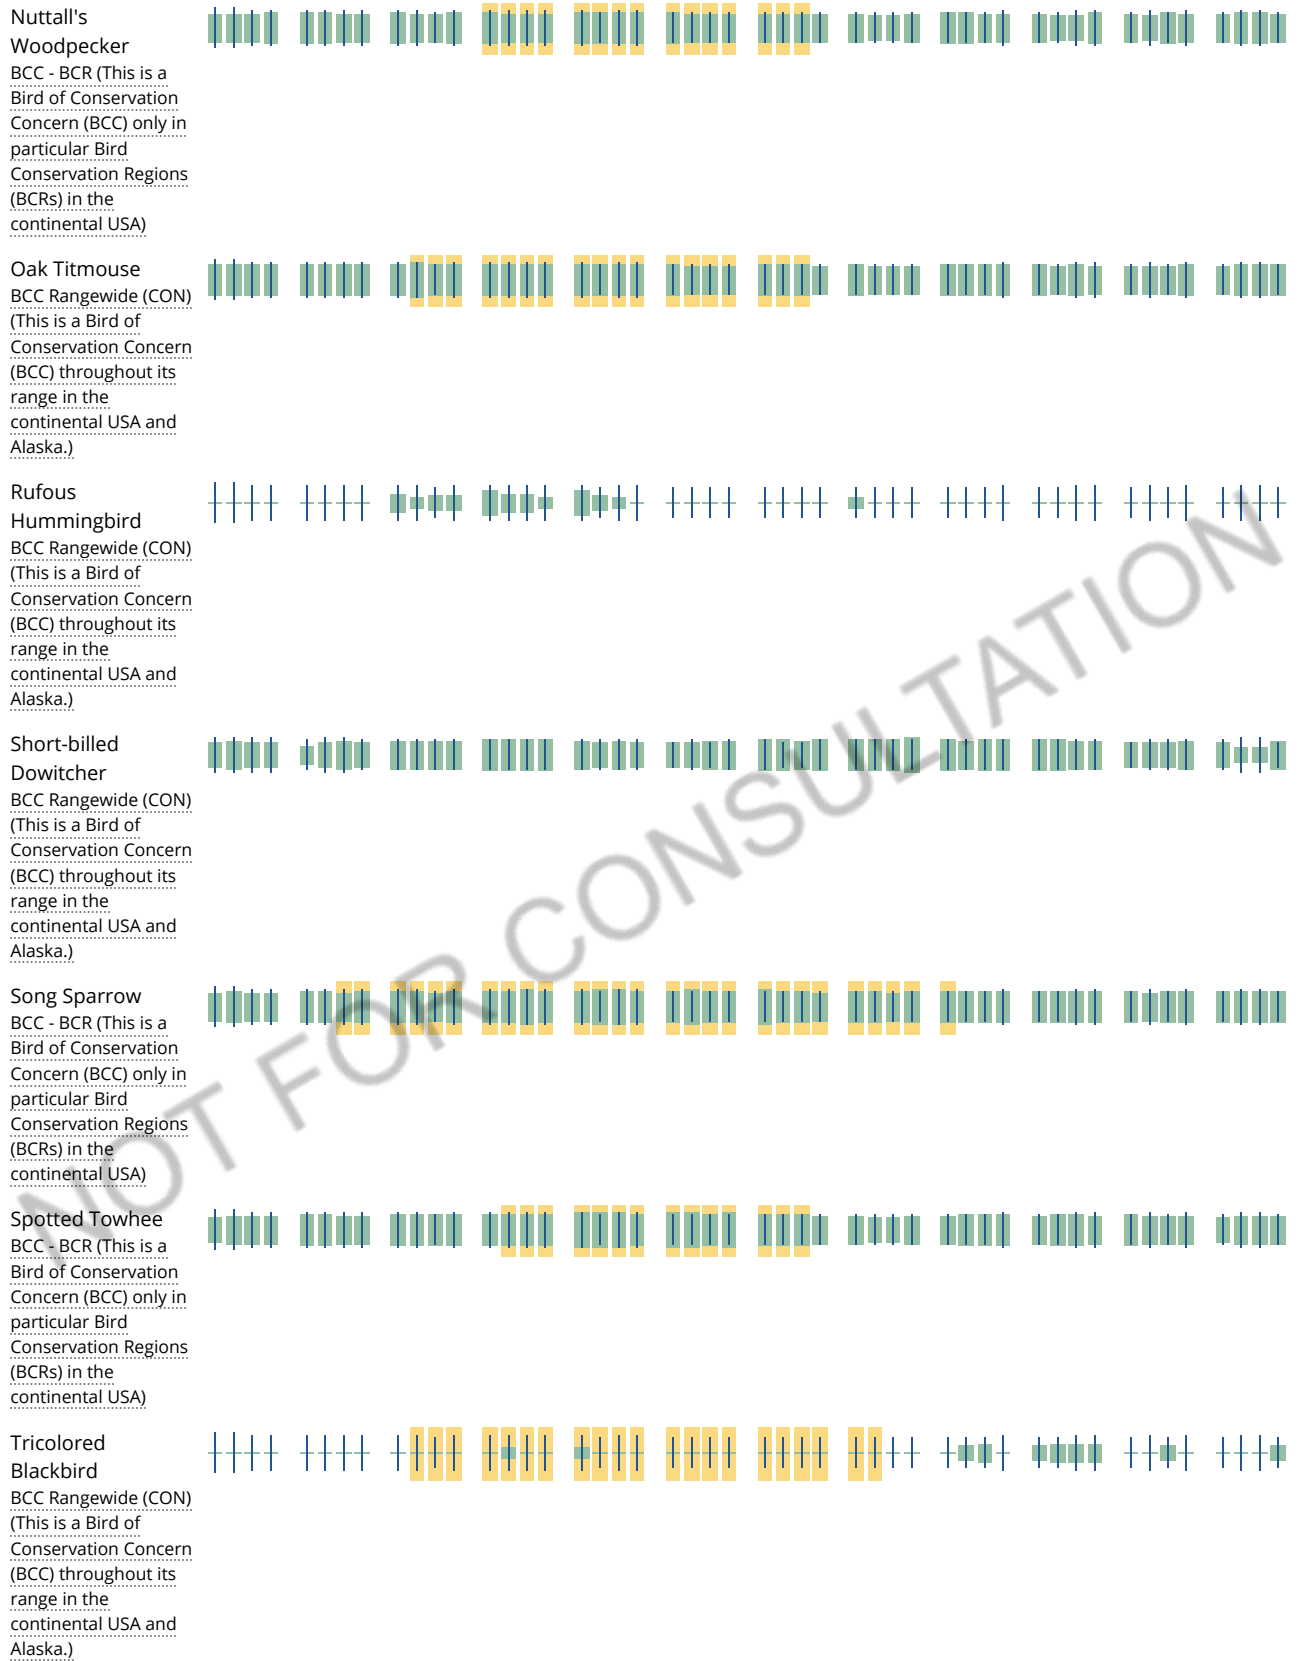 Nuttall's
Woodpecker
BCC - BCR (This is a
Bird of Conservation
Concern (BCC) only in
particular Bird
Conservation Regions
(BCRs) in the
continental USA)
Oak Titmouse
BCC Rangewide (CON)
(This is a Bird of
Conservation Concern
(BCC) throughout its
range in the
continental USA and
Alaska.)
Rufous
Hummingbird
BCC Rangewide (CON)
(This is a Bird of
Conservation Concern
(BCC) throughout its
range in the
continental USA and
Alaska.)
Short-billed
Dowitcher
BCC Rangewide (CON)
(This is a Bird of
Conservation Concern
(BCC) throughout its
range in the
continental USA and
Alaska.)
Song Sparrow
BCC - BCR (This is a
Bird of Conservation
Concern (BCC) only in
particular Bird
Conservation Regions
(BCRs) in the
continental USA)
Spotted Towhee
BCC - BCR (This is a
Bird of Conservation
Concern (BCC) only in
particular Bird
Conservation Regions
(BCRs) in the
continental USA)
Tricolored
Blackbird
BCC Rangewide (CON)
(This is a Bird of
Conservation Concern
(BCC) throughout its
range in the
continental USA and
Alaska.)
NOT FOR CONSULTATION